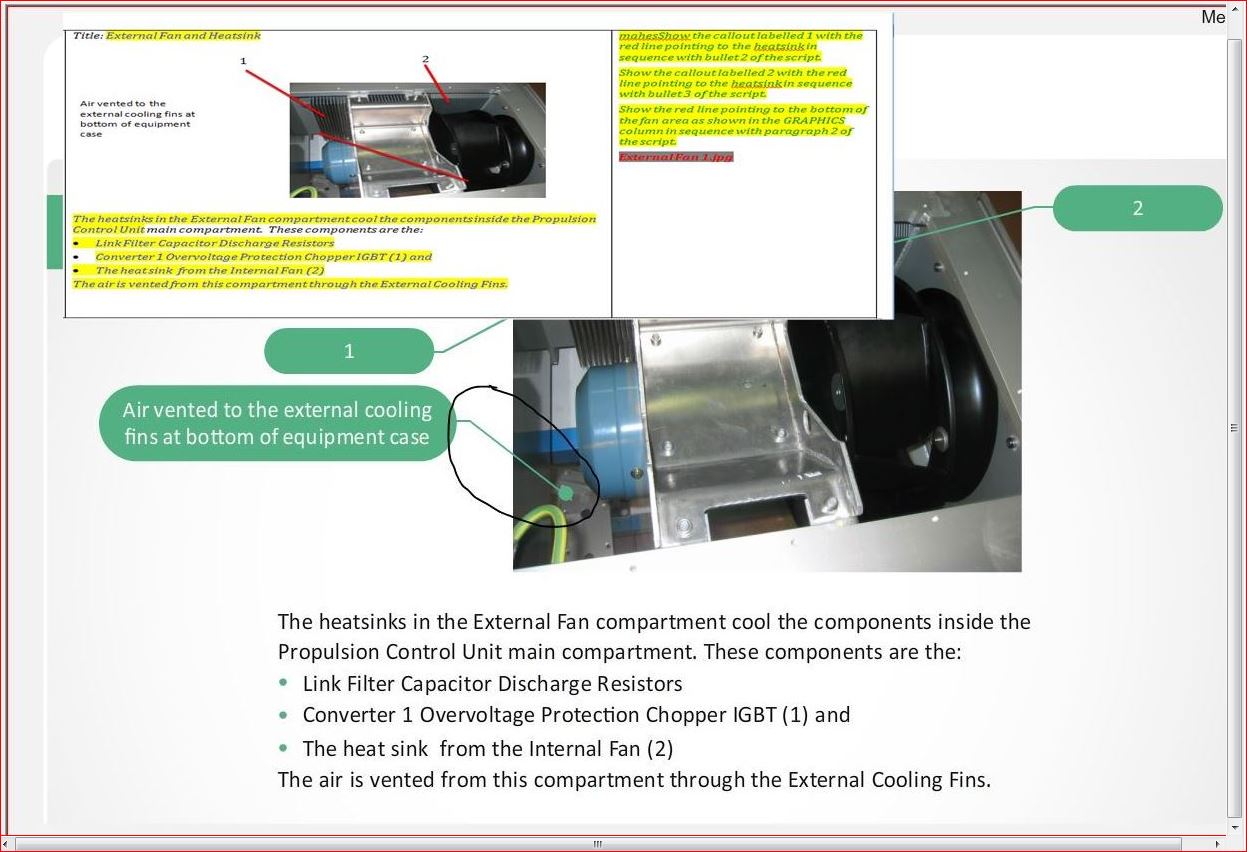 Me
Title: External Fan and Heatsink
1
2
Air vented to the
external cooling fins at
bottom of equipment
case
The heatsinks in the External Fan compartment cool the components inside the Propulsion
Control Unit main compartment. These components are the:
• Link Filter Capacitor Discharge Resistors
• Converter 1 Overvoltage Protection Chopper IGBT (1) and
• The heat sink from the Internal Fan (2)
The air is vented from this compartment through the External Cooling Fins.
mahesShow the callout labelled 1 with the
red line pointing to the heatsink in
sequence with bullet 2 of the script.
Show the callout labelled 2 with the red
line pointing to the heatsink in sequence
with bullet 3 of the script.
Show the red line pointing to the bottom of
the fan area as shown in the GRAPHICS
column in sequence with paragraph 2 of
the script.
External Fan 1.jpg
2
1
Air vented to the external cooling
fins at bottom of equipment case
The heatsinks in the External Fan compartment cool the components inside the
Propulsion Control Unit main compartment. These components are the:
• Link Filter Capacitor Discharge Resistors
• Converter 1 Overvoltage Protection Chopper IGBT (1) and
• The heat sink from the Internal Fan (2)
The air is vented from this compartment through the External Cooling Fins.